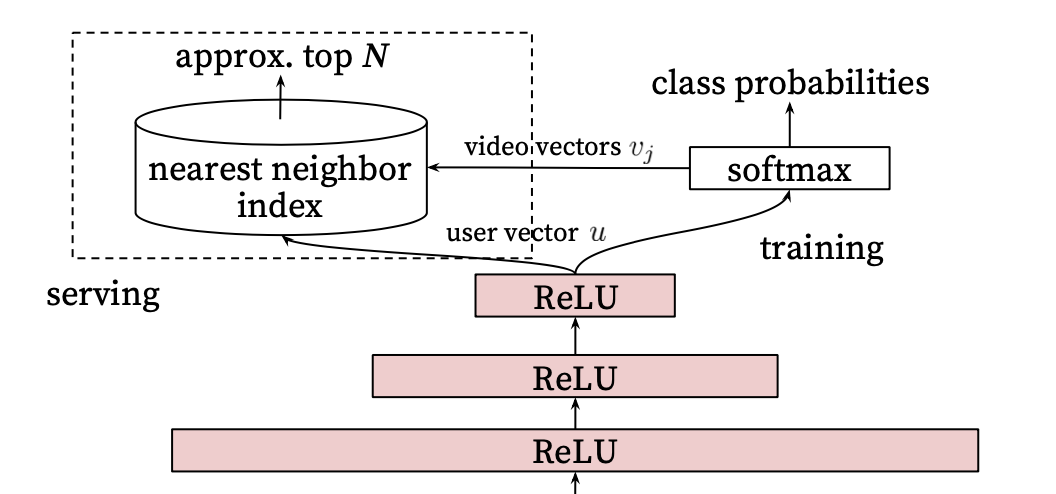 approx. top N
class probabilities
video vectors v_j
nearest neighbor
index
softmax
user vector u
training
serving
ReLU
ReLU
ReLU